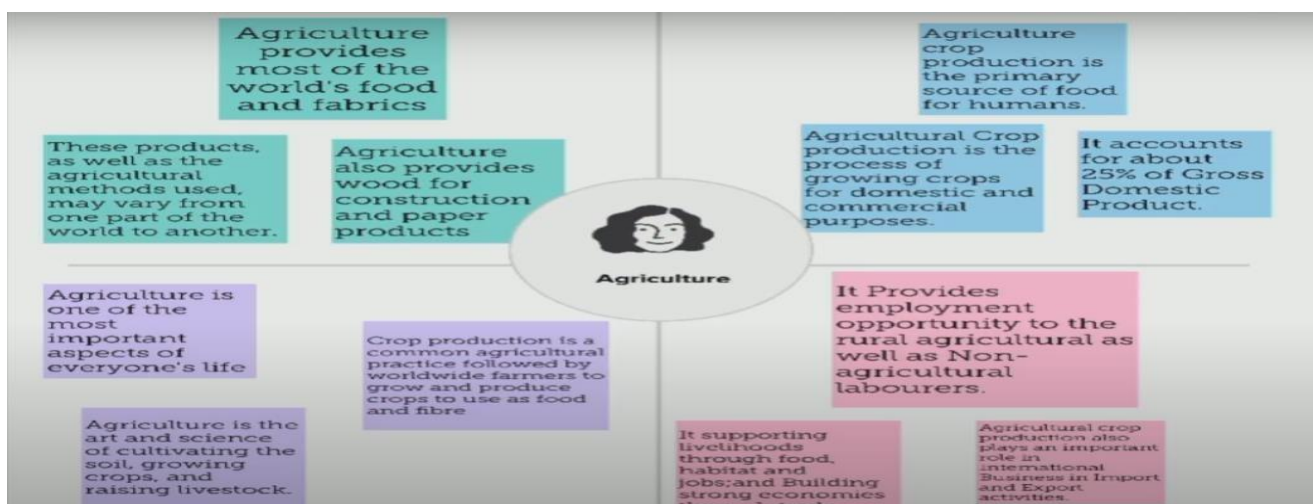 Agriculture
provides
most of the
world's food
and fabrics
These products,
as well as the
agricultural
methods used,
may vary from
one part of the
world to another.
Agriculture
also provides
wood for
construction
and paper
products
Agriculture
crop
production is
the primary
source of food
for humans.
Agricultural Crop
production is the
process of
growing crops
for domestic and
commercial
purposes.
It accounts
for about
25% of Gross
Domestic
Product.
Agriculture
Agriculture is
one of the
most
important
aspects of
everyone's life
Crop production is a
common agricultural
practice followed by
worldwide farmers to
grow and produce
crops to use as food
and fibre
Agriculture is the
art and science
of cultivating the
soil, growing
crops, and
raising livestock.
It Provides
employment
opportunity to the
rural agricultural as
well as Non-
agricultural
labourers.
It supporting
livelihoods
through food,
habitat and
jobs;and Building
strong economies
Agricultural crop
production also
plays an important
role in
International
Business in Import
and Export
activities.